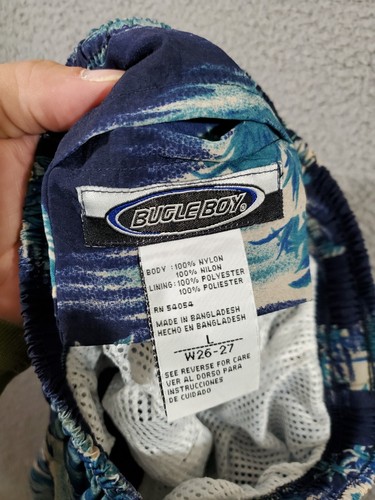 BUGLE BOY®
BODY : 100% NYLON
100% NILON
LINING: 100% POLYESTER
100% POLYESTER
RN 54054
MADE IN BANGLADESH
HECHO EN BANGLADESH
L
W26-27
SEE REVERSE FOR CARE
VER AL DORSO PARA
INSTRUCCIONES
DE CUIDADO